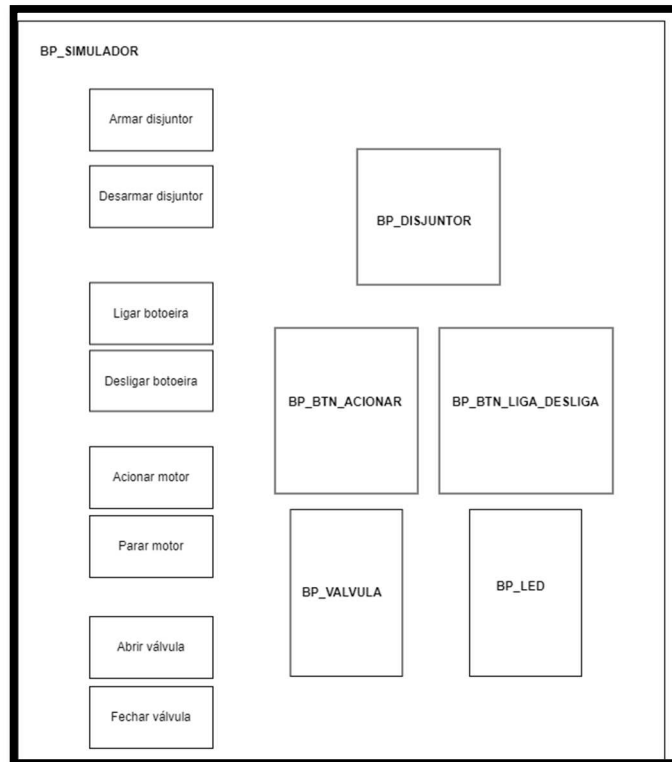 BP_SIMULADOR
Armar disjuntor
Desarmar disjuntor
BP_DISJUNTOR
Ligar botoeira
Desligar botoeira
BP_BTN_ACIONAR
BP_BTN_LIGA_DESLIGA
Acionar motor
Parar motor
BP_VALVULA
BP_LED
Abrir válvula
Fechar válvula